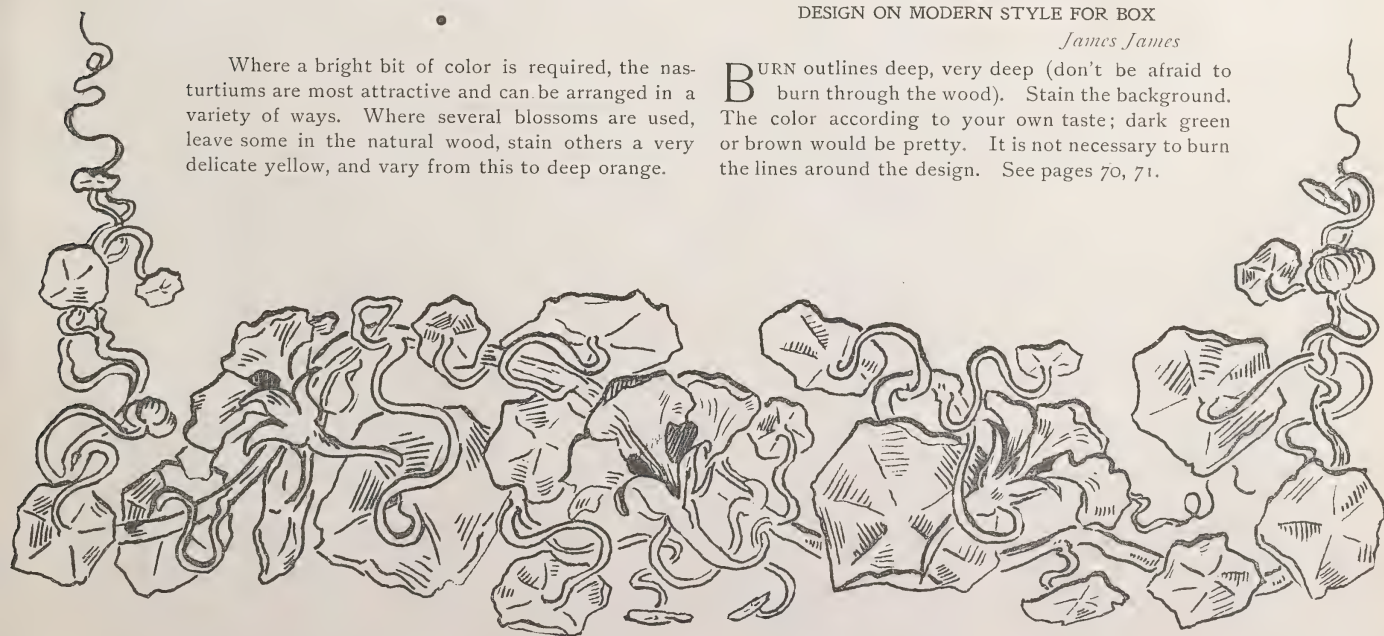 Where a bright bit of color is required, the nas-
turtiums are most attractive and can be arranged in a
variety of ways. Where several blossoms are used,
leave some in the natural wood, stain others a very
delicate yellow, and vary from this to deep orange.
DESIGN ON MODERN STYLE FOR BOX
James James
BURN outlines deep, very deep (don't be afraid to
burn through the wood). Stain the background.
The color according to your own taste; dark green
or brown would be pretty. It is not necessary to burn
the lines around the design. See pages 70, 71.